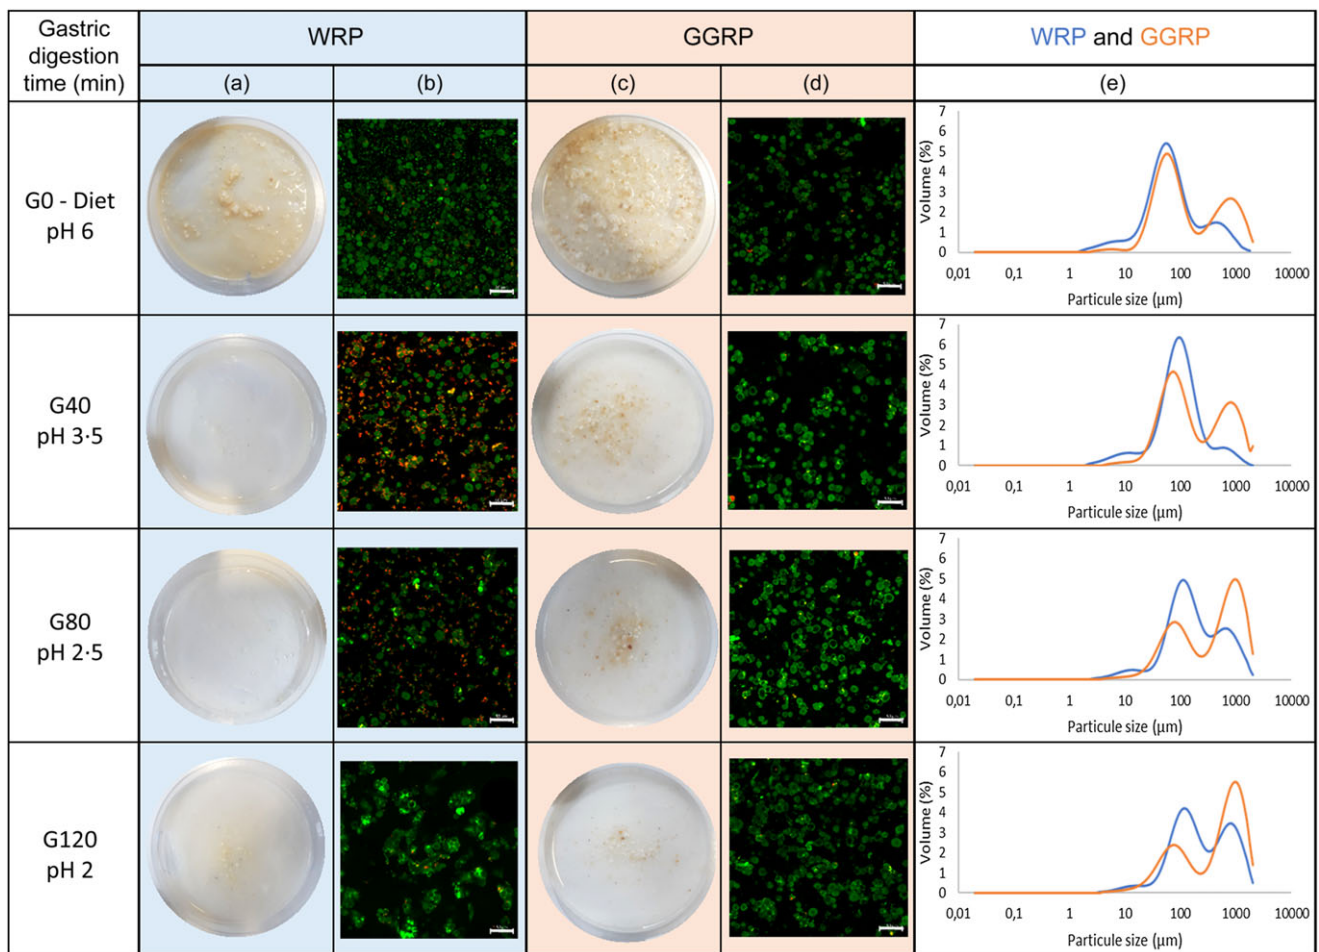 Gastric
digestion
time (min)
WRP
GGRP
WRP and GGRP
(a)
(b)
(c)
(d)
(e)
G0 - Diet
pH 6
Volume (%)
7
6
5
4
3
2
1
0
0,01 0,1 1 10 100 1000 10000
Particule size (µm)
G40
pH 3·5
Volume (%)
7
6
5
4
3
2
1
0
0,01 0,1 1 10 100 1000 10000
Particule size (µm)
G80
pH 2·5
Volume (%)
7
6
5
4
3
2
1
0
0,01 0,1 1 10 100 1000 10000
Particule size (µm)
G120
pH 2
Volume (%)
7
6
5
4
3
2
1
0
0,01 0,1 1 10 100 1000 10000
Particule size (µm)